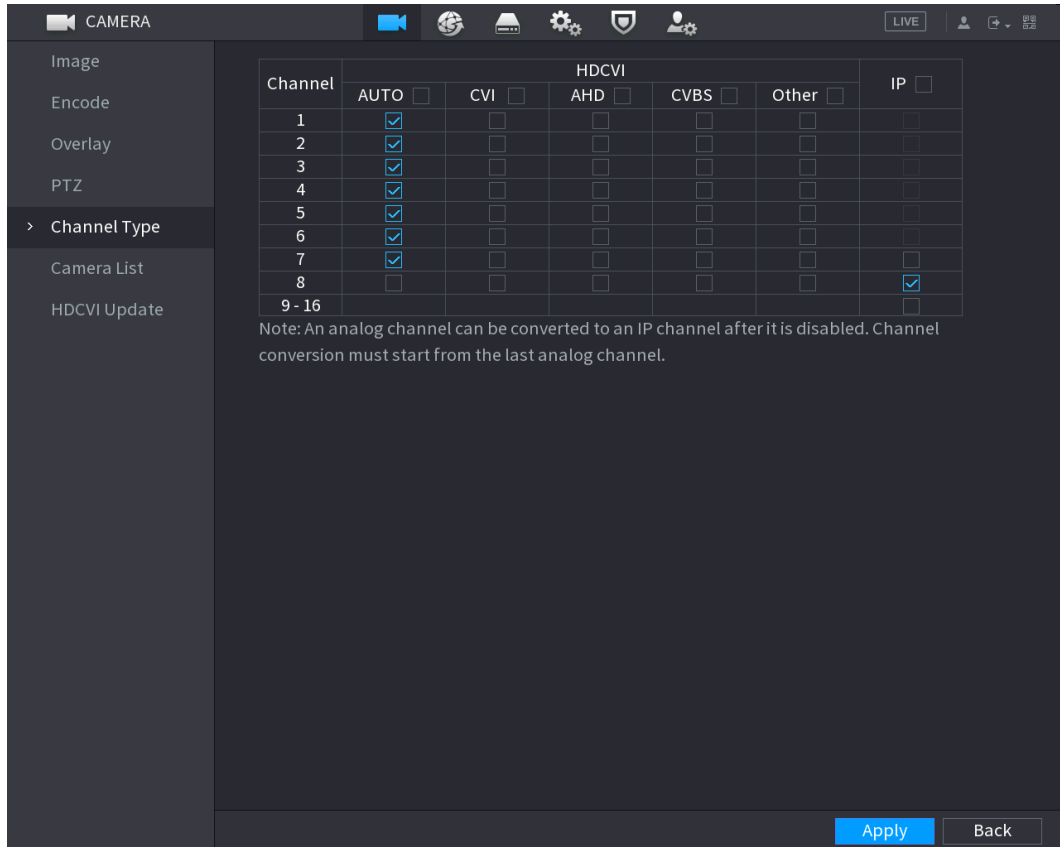 CAMERA
LIVE
Image
Encode
Overlay
PTZ
> Channel Type
Camera List
HDCVI Update
Channel HDCVI IP
AUTO CVI AHD CVBS Other
1
2
3
4
5
6
7
8
9 - 16
Note: An analog channel can be converted to an IP channel after it is disabled. Channel
conversion must start from the last analog channel.
Apply Back